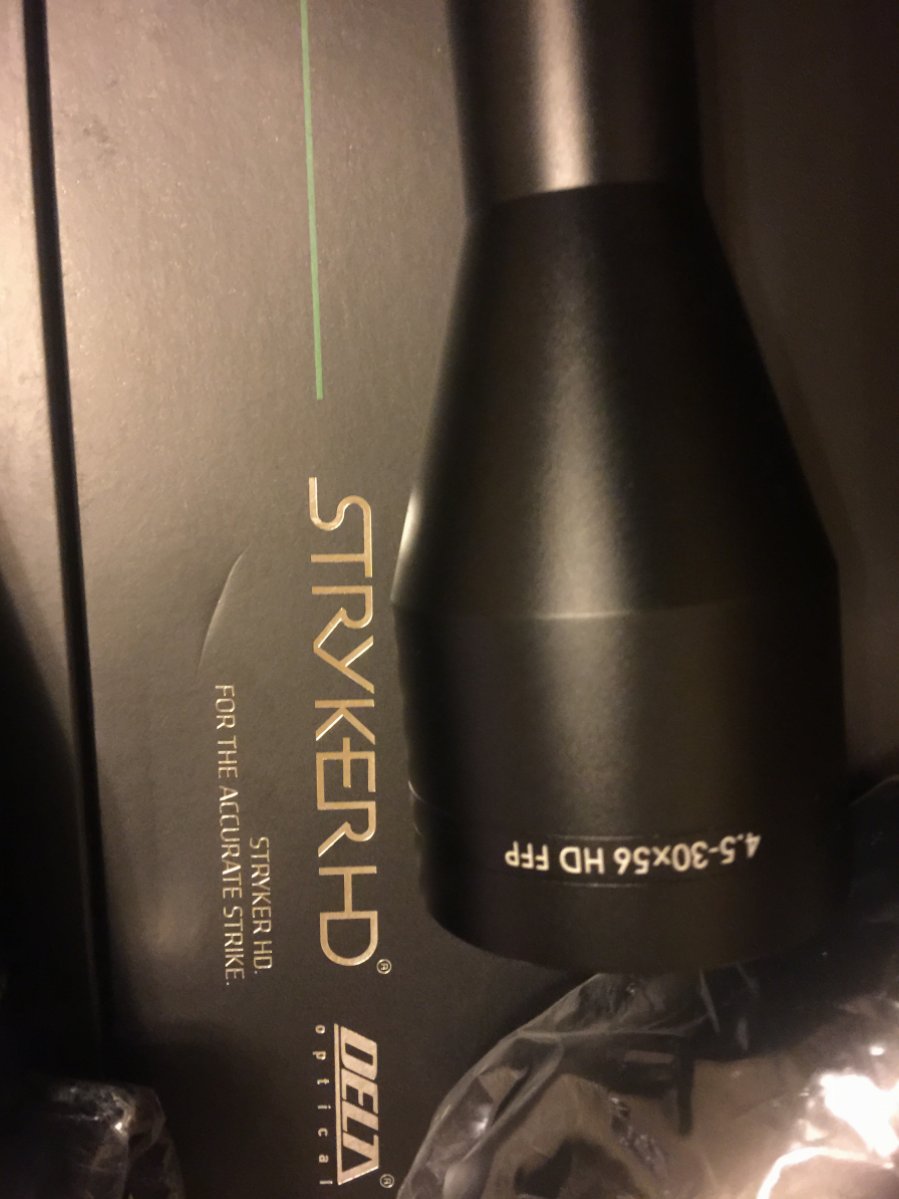 STRYKER HD®
STRYKER HD.
FOR THE ACCURATE STRIKE.
DELTA®
optical
4.5-30x56 HD FFP